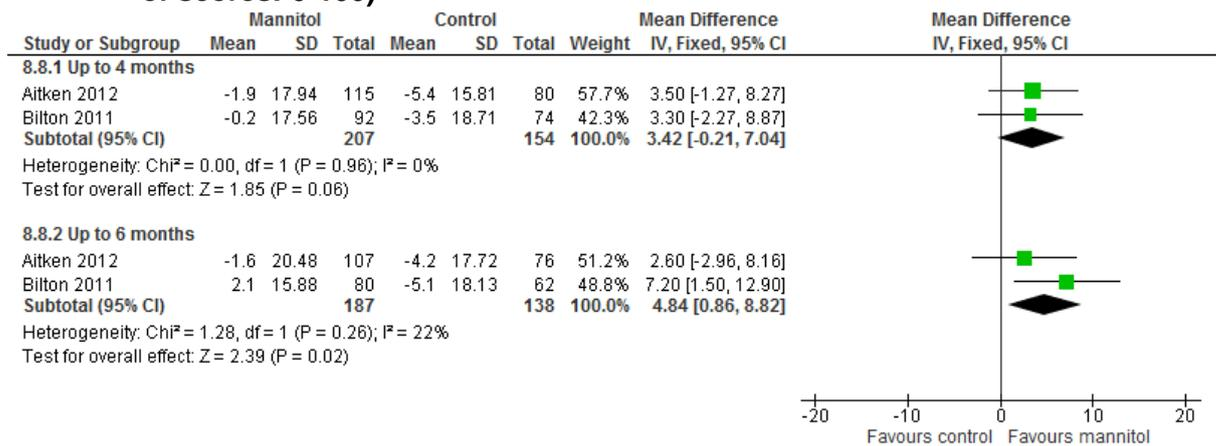 of scores: 0-100)
Mannitol Control Mean Difference Mean Difference
Study or Subgroup Mean SD Total Mean SD Total Weight IV, Fixed, 95% CI IV, Fixed, 95% CI
8.8.1 Up to 4 months
Aitken 2012 -1.9 17.94 115 -5.4 15.81 80 57.7% 3.50 [-1.27, 8.27]
Bilton 2011 -0.2 17.56 92 -3.5 18.71 74 42.3% 3.30 [-2.27, 8.87]
Subtotal (95% CI) 207 154 100.0% 3.42 [-0.21, 7.04]
Heterogeneity: Chi² = 0.00, df = 1 (P = 0.96); I² = 0%
Test for overall effect: Z = 1.85 (P = 0.06)
8.8.2 Up to 6 months
Aitken 2012 -1.6 20.48 107 -4.2 17.72 76 51.2% 2.60 [-2.96, 8.16]
Bilton 2011 2.1 15.88 80 -5.1 18.13 62 48.8% 7.20 [1.50, 12.90]
Subtotal (95% CI) 187 138 100.0% 4.84 [0.86, 8.82]
Heterogeneity: Chi² = 1.28, df = 1 (P = 0.26); I² = 22%
Test for overall effect: Z = 2.39 (P = 0.02)
-20 -10 0 10 20
Favours control Favours mannitol